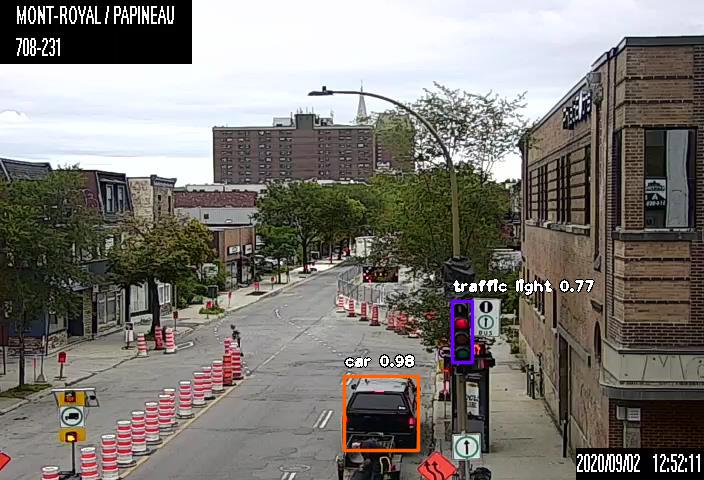 MONT-ROYAL / PAPINEAU
708-231
traffic light 0.77
BUS
car 0.98
2020/09/02 12:52:11